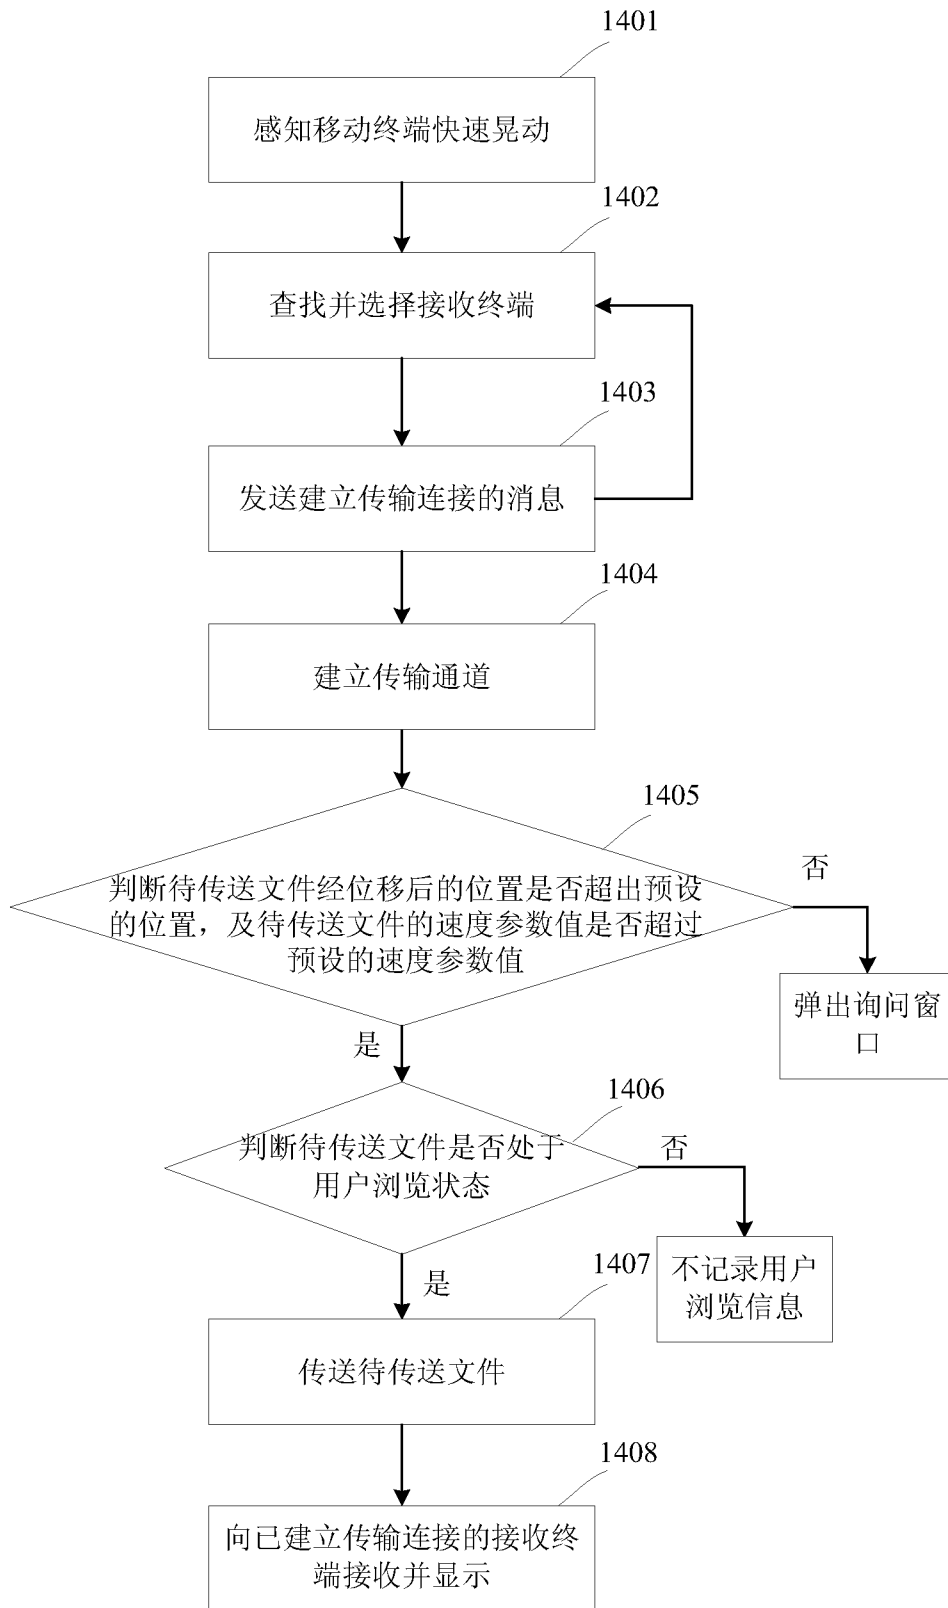 1401
感知移动终端快速晃动
1402
查找并选择接收终端
1403
发送建立传输连接的消息
1404
建立传输通道
1405
判断待传送文件经位移后的位置是否超出预设
的位置，及待传送文件的速度参数值是否超过
预设的速度参数值
否
弹出询问窗
口
是
1406
判断待传送文件是否处于
用户浏览状态
否
不记录用户
浏览信息
是
1407
传送待传送文件
1408
向已建立传输连接的接收终
端接收并显示